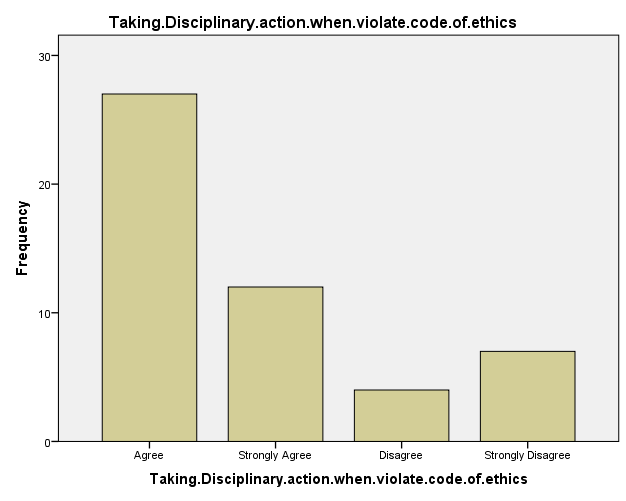 Taking.Disciplinary.action.when.violate.code.of.ethics
30
20
10
0
Frequency
Agree
Strongly Agree
Disagree
Strongly Disagree
Taking.Disciplinary.action.when.violate.code.of.ethics